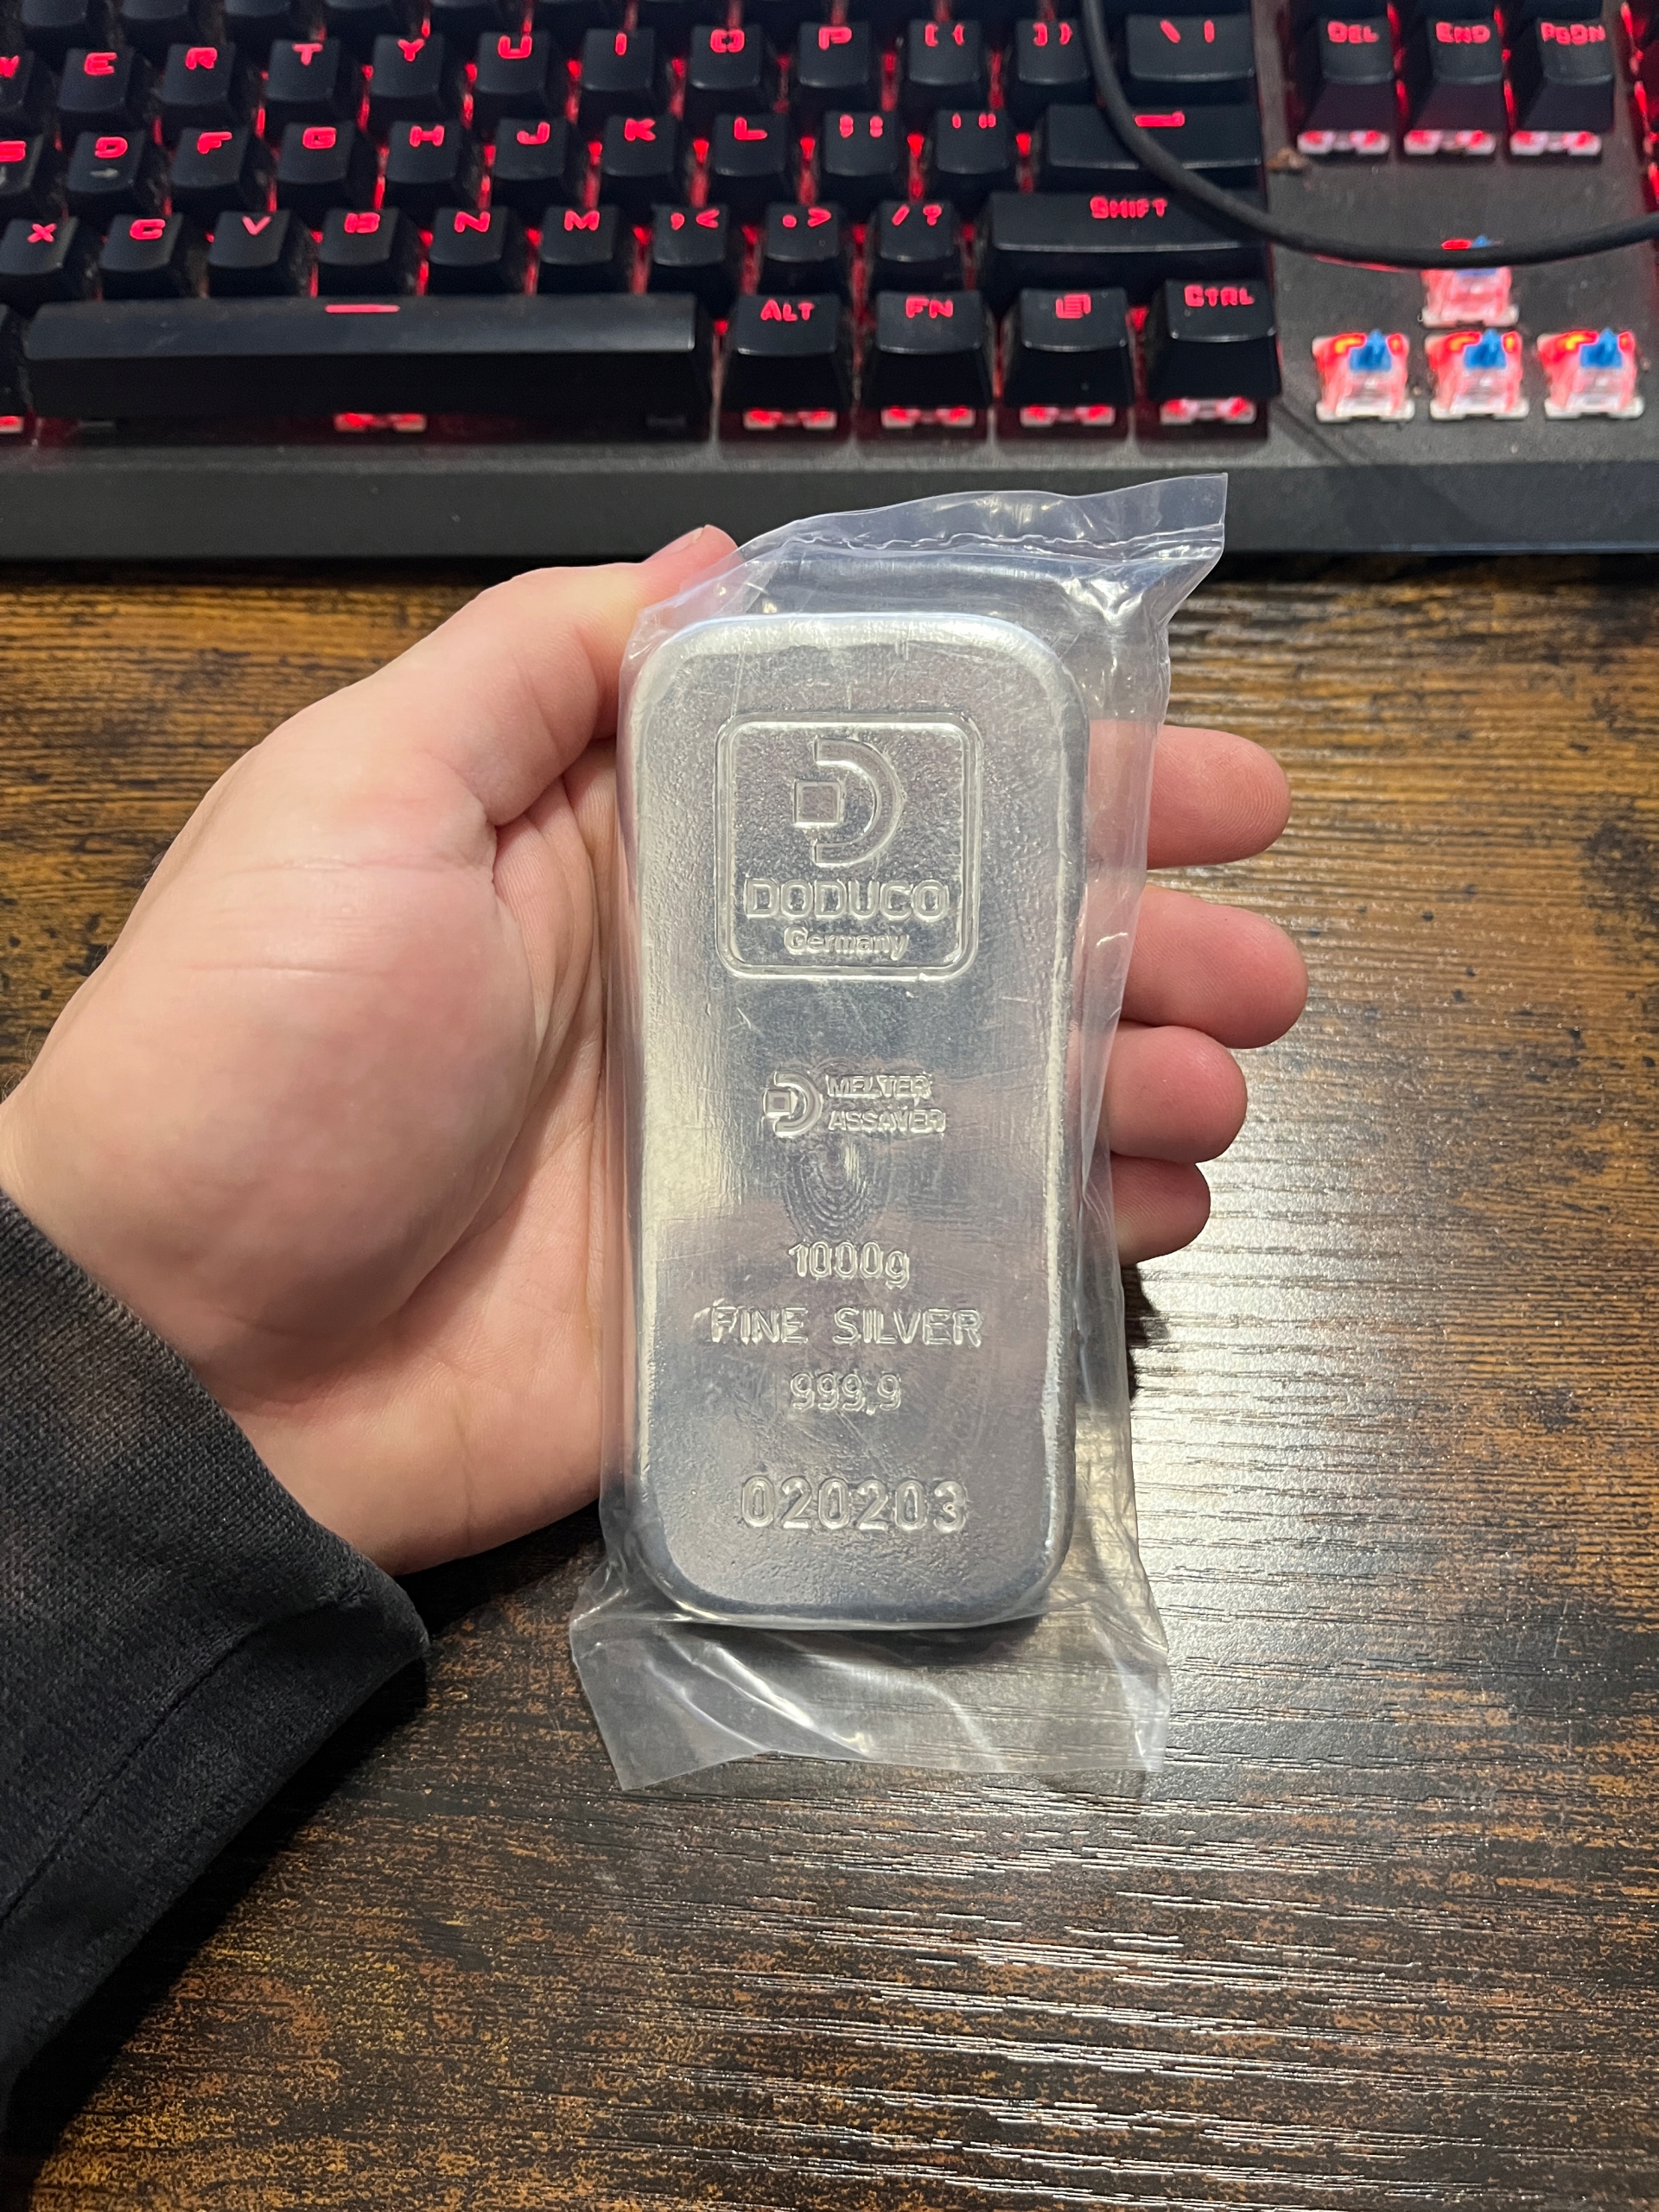 W E R T Y U I O P [ { ] } \ | DEL END PGDN
S D F G H J K L ; : ' "
X C V B N M , < . > / ? SHIFT
ALT FN CTRL
DODUCO
Germany
MELTER
ASSAYER
1000g
FINE SILVER
999,9
020203